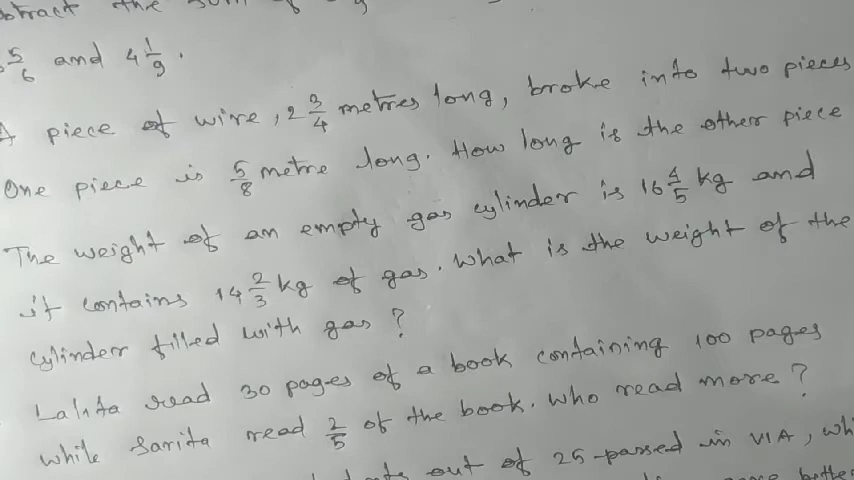 the sum of
5/6 and 4 1/9.
A piece of wire, 2 3/4 metres long, broke into two pieces
One piece is 5/8 metre long. How long is the other piece
The weight of an empty gas cylinder is 16 4/5 kg and
it contains 14 2/3 kg of gas. What is the weight of the
cylinder filled with gas?
Lalita read 30 pages of a book containing 100 pages
while Sarita read 2/5 of the book. Who read more?
out of 25 passed in VIA,